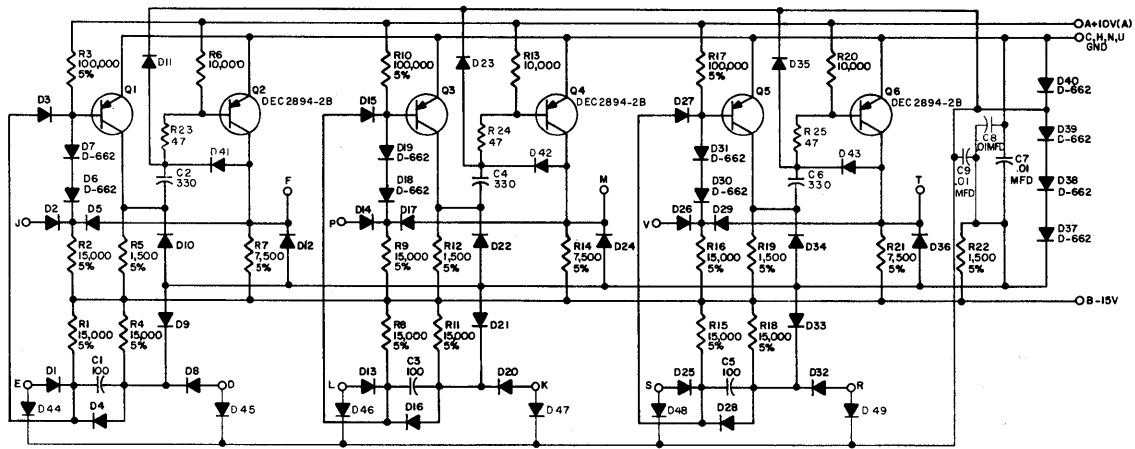 A+10V(A)
C,H,N,U
GND
R3
100,000
5%
D11
R6
10,000
Q1
Q2
DEC2894-2B
D3
R23
47
D7
D-662
D41
C2
330
D6
D-662
F
J
D2
D5
R2
15,000
5%
R5
1,500
5%
D10
R7
7,500
5%
D12
R1
15,000
5%
R4
15,000
5%
D9
E
D1
C1
100
D8
D
D44
D4
D45
R10
100,000
5%
D23
R13
10,000
Q3
Q4
DEC2894-2B
D15
R24
47
D19
D-662
D42
C4
330
D18
D-662
M
P
D14
D17
R9
15,000
5%
R12
1,500
5%
D22
R14
7,500
5%
D24
R8
15,000
5%
R11
15,000
5%
D21
L
D13
C3
100
D20
K
D46
D16
D47
R17
100,000
5%
D35
R20
10,000
Q5
Q6
DEC2894-2B
D27
R25
47
D31
D-662
D43
C6
330
D30
D-662
T
V
D26
D29
R16
15,000
5%
R19
1,500
5%
D34
R21
7,500
5%
D36
R15
15,000
5%
R18
15,000
5%
D33
S
D25
C5
100
D32
R
D48
D28
D49
D40
D-662
D39
D-662
D38
D-662
D37
D-662
C8
.01MFD
C9
.01
MFD
C7
.01
MFD
R22
1,500
5%
B-15V